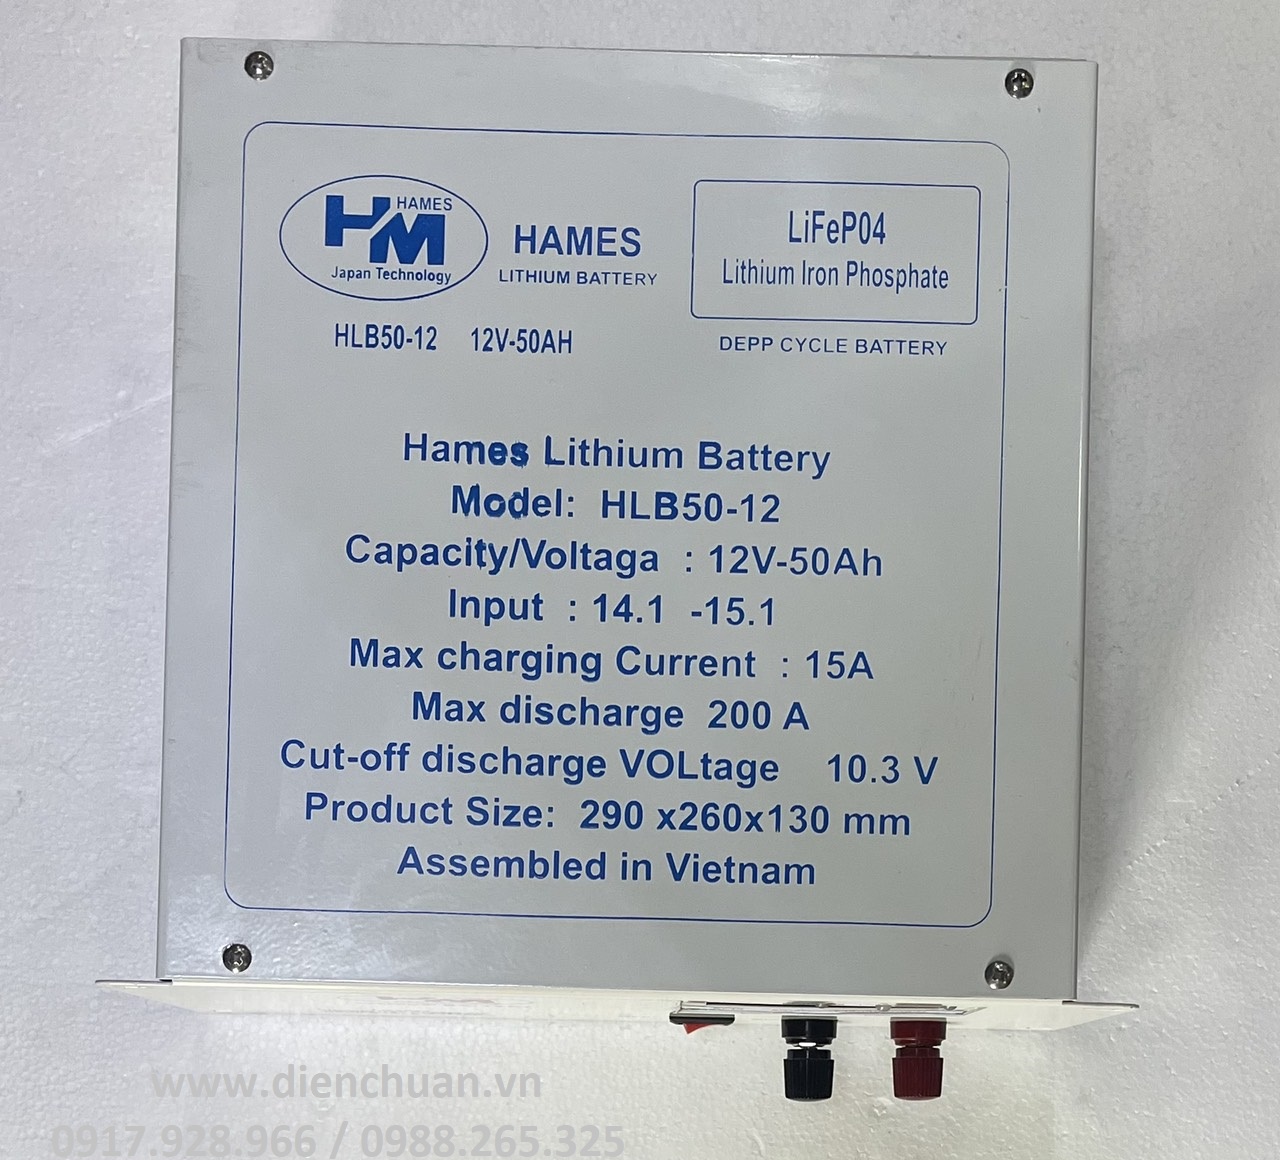 HAMES
HM
Japan Technology
HAMES
LITHIUM BATTERY
LiFeP04
Lithium Iron Phosphate
HLB50-12 12V-50AH
DEPP CYCLE BATTERY
Hames Lithium Battery
Model: HLB50-12
Capacity/Voltaga : 12V-50Ah
Input : 14.1 -15.1
Max charging Current : 15A
Max discharge 200 A
Cut-off discharge VOLtage 10.3 V
Product Size: 290 x260x130 mm
Assembled in Vietnam
www.dienchuan.vn
0917.928.966 / 0988.265.325